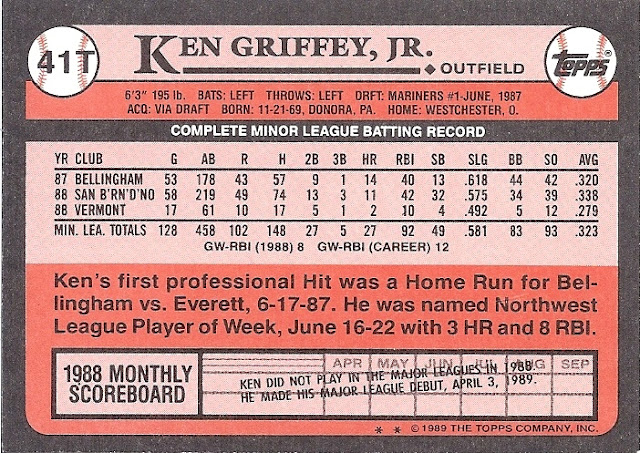 41T
KEN GRIFFEY, JR.
OUTFIELD
Topps®
6'3" 195 lb. BATS: LEFT THROWS: LEFT DRFT: MARINERS #1-JUNE, 1987
ACQ: VIA DRAFT BORN: 11-21-69, DONORA, PA. HOME: WESTCHESTER, O.
COMPLETE MINOR LEAGUE BATTING RECORD
YR CLUB G AB R H 2B 3B HR RBI SB SLG BB SO AVG
87 BELLINGHAM 53 178 43 57 9 1 14 40 13 .618 44 42 .320
88 SAN B'RN'D'NO 58 219 49 74 13 3 11 42 32 .575 34 39 .338
88 VERMONT 17 61 10 17 5 1 2 10 4 .492 5 12 .279
MIN. LEA. TOTALS 128 458 102 148 27 5 27 92 49 .581 83 93 .323
GW-RBI (1988) 8 GW-RBI (CAREER) 12
Ken's first professional Hit was a Home Run for Bel-
lingham vs. Everett, 6-17-87. He was named Northwest
League Player of Week, June 16-22 with 3 HR and 8 RBI.
1988 MONTHLY
SCOREBOARD
APR MAY JUN JUL AUG SEP
KEN DID NOT PLAY IN THE MAJOR LEAGUES IN 1988.
HE MADE HIS MAJOR LEAGUE DEBUT, APRIL 3, 1989.
* * © 1989 THE TOPPS COMPANY, INC.